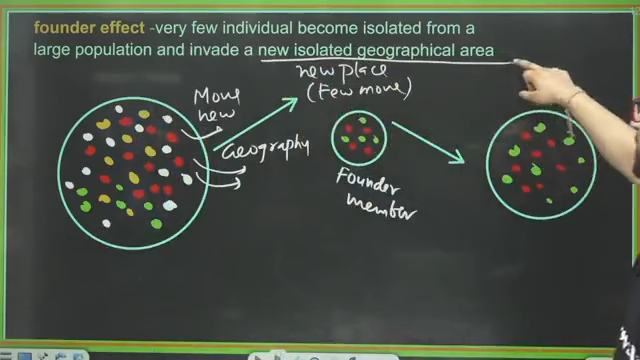 founder effect -very few individual become isolated from a
large population and invade a new isolated geographical area
new place
(Few move)
Move
new
Geography
Founder
member